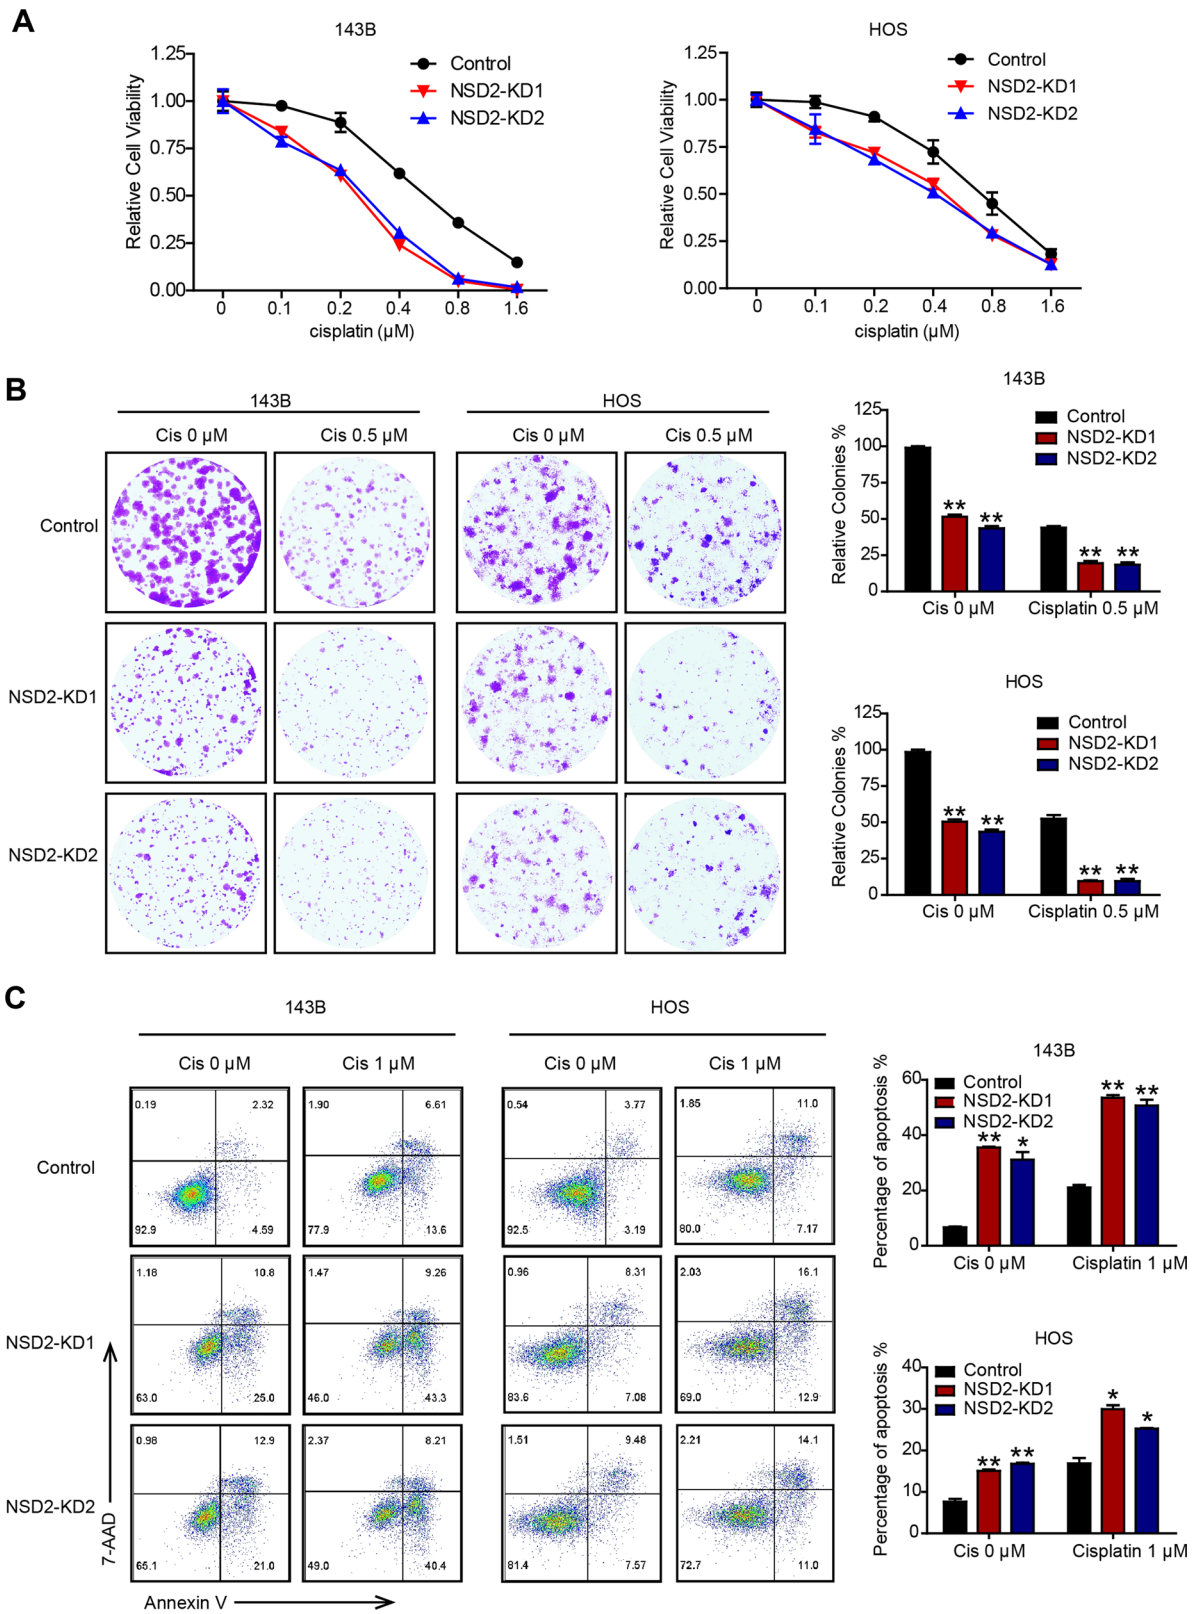 A
143B
1.25
1.00
0.75
0.50
0.25
0.00
Relative Cell Viability
0 0.1 0.2 0.4 0.8 1.6
cisplatin (µM)
Control
NSD2-KD1
NSD2-KD2
HOS
1.25
1.00
0.75
0.50
0.25
0.00
Relative Cell Viability
0 0.1 0.2 0.4 0.8 1.6
cisplatin (µM)
Control
NSD2-KD1
NSD2-KD2
B
143B HOS
Cis 0 µM Cis 0.5 µM Cis 0 µM Cis 0.5 µM
Control
NSD2-KD1
NSD2-KD2
143B
125
100
75
50
25
0
Relative Colonies %
Control
NSD2-KD1
NSD2-KD2
** ** ** **
Cis 0 µM Cisplatin 0.5 µM
HOS
125
100
75
50
25
0
Relative Colonies %
Control
NSD2-KD1
NSD2-KD2
** ** ** **
Cis 0 µM Cisplatin 0.5 µM
C
143B HOS
Cis 0 µM Cis 1 µM Cis 0 µM Cis 1 µM
Control
0.19 2.32 1.90 6.61 0.54 3.77 1.85 11.0
92.9 4.59 77.9 13.6 92.5 3.19 80.0 7.17
NSD2-KD1
1.18 10.8 1.47 9.26 0.96 8.31 2.03 16.1
63.0 25.0 46.0 43.3 83.6 7.08 69.0 12.9
NSD2-KD2
0.98 12.9 2.37 8.21 1.51 9.48 2.21 14.1
65.1 21.0 49.0 40.4 81.4 7.57 72.7 11.0
7-AAD
Annexin V
143B
60
40
20
0
Percentage of apoptosis %
Control
NSD2-KD1
NSD2-KD2
** * ** **
Cis 0 µM Cisplatin 1 µM
HOS
40
30
20
10
0
Percentage of apoptosis %
Control
NSD2-KD1
NSD2-KD2
** ** * *
Cis 0 µM Cisplatin 1 µM